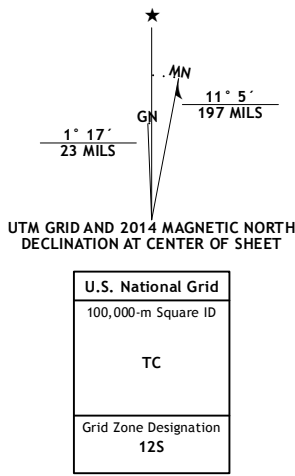 ★
MN
GN
11° 5´
197 MILS
1° 17´
23 MILS
UTM GRID AND 2014 MAGNETIC NORTH
DECLINATION AT CENTER OF SHEET
U.S. National Grid
100,000-m Square ID
TC
Grid Zone Designation
12S